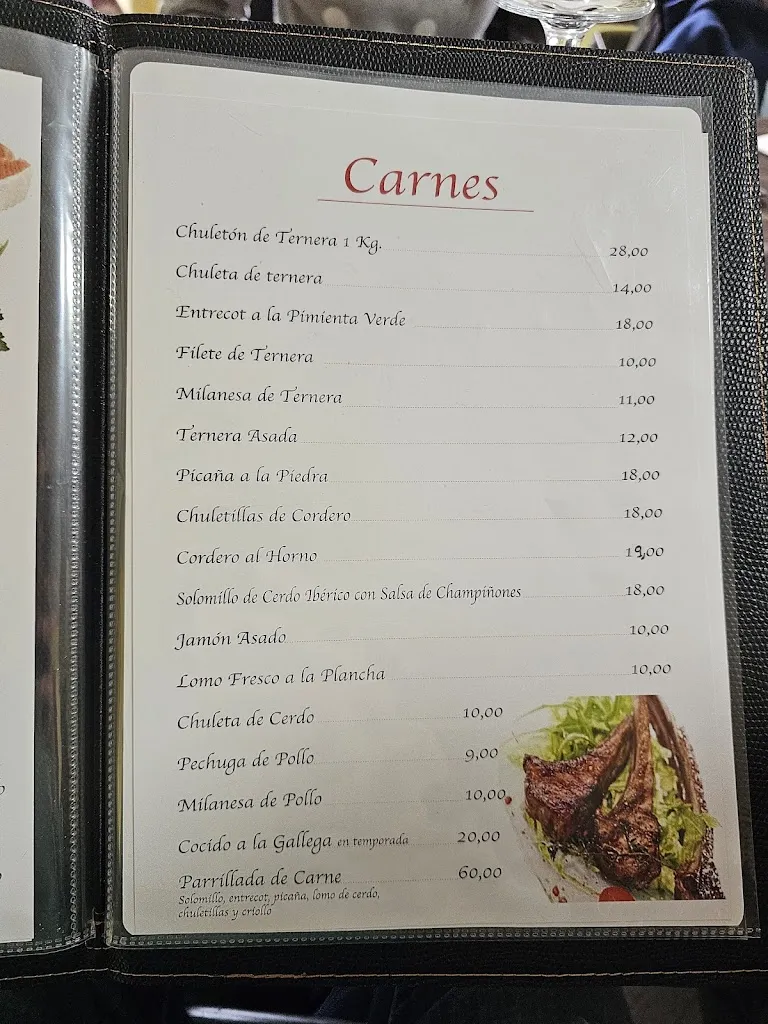 Carnes
Chuletón de Ternera 1 Kg. 28,00
Chuleta de ternera 14,00
Entrecot a la Pimienta Verde 18,00
Filete de Ternera 10,00
Milanesa de Ternera 11,00
Ternera Asada 12,00
Picaña a la Piedra 18,00
Chuletillas de Cordero 18,00
Cordero al Horno 19,00
Solomillo de Cerdo Ibérico con Salsa de Champiñones 18,00
Jamón Asado 10,00
Lomo Fresco a la Plancha 10,00
Chuleta de Cerdo 10,00
Pechuga de Pollo 9,00
Milanesa de Pollo 10,00
Cocido a la Gallega en temporada 20,00
Parrillada de Carne 60,00
Solomillo, entrecot, picaña, lomo de cerdo,
chuletillas y criollo